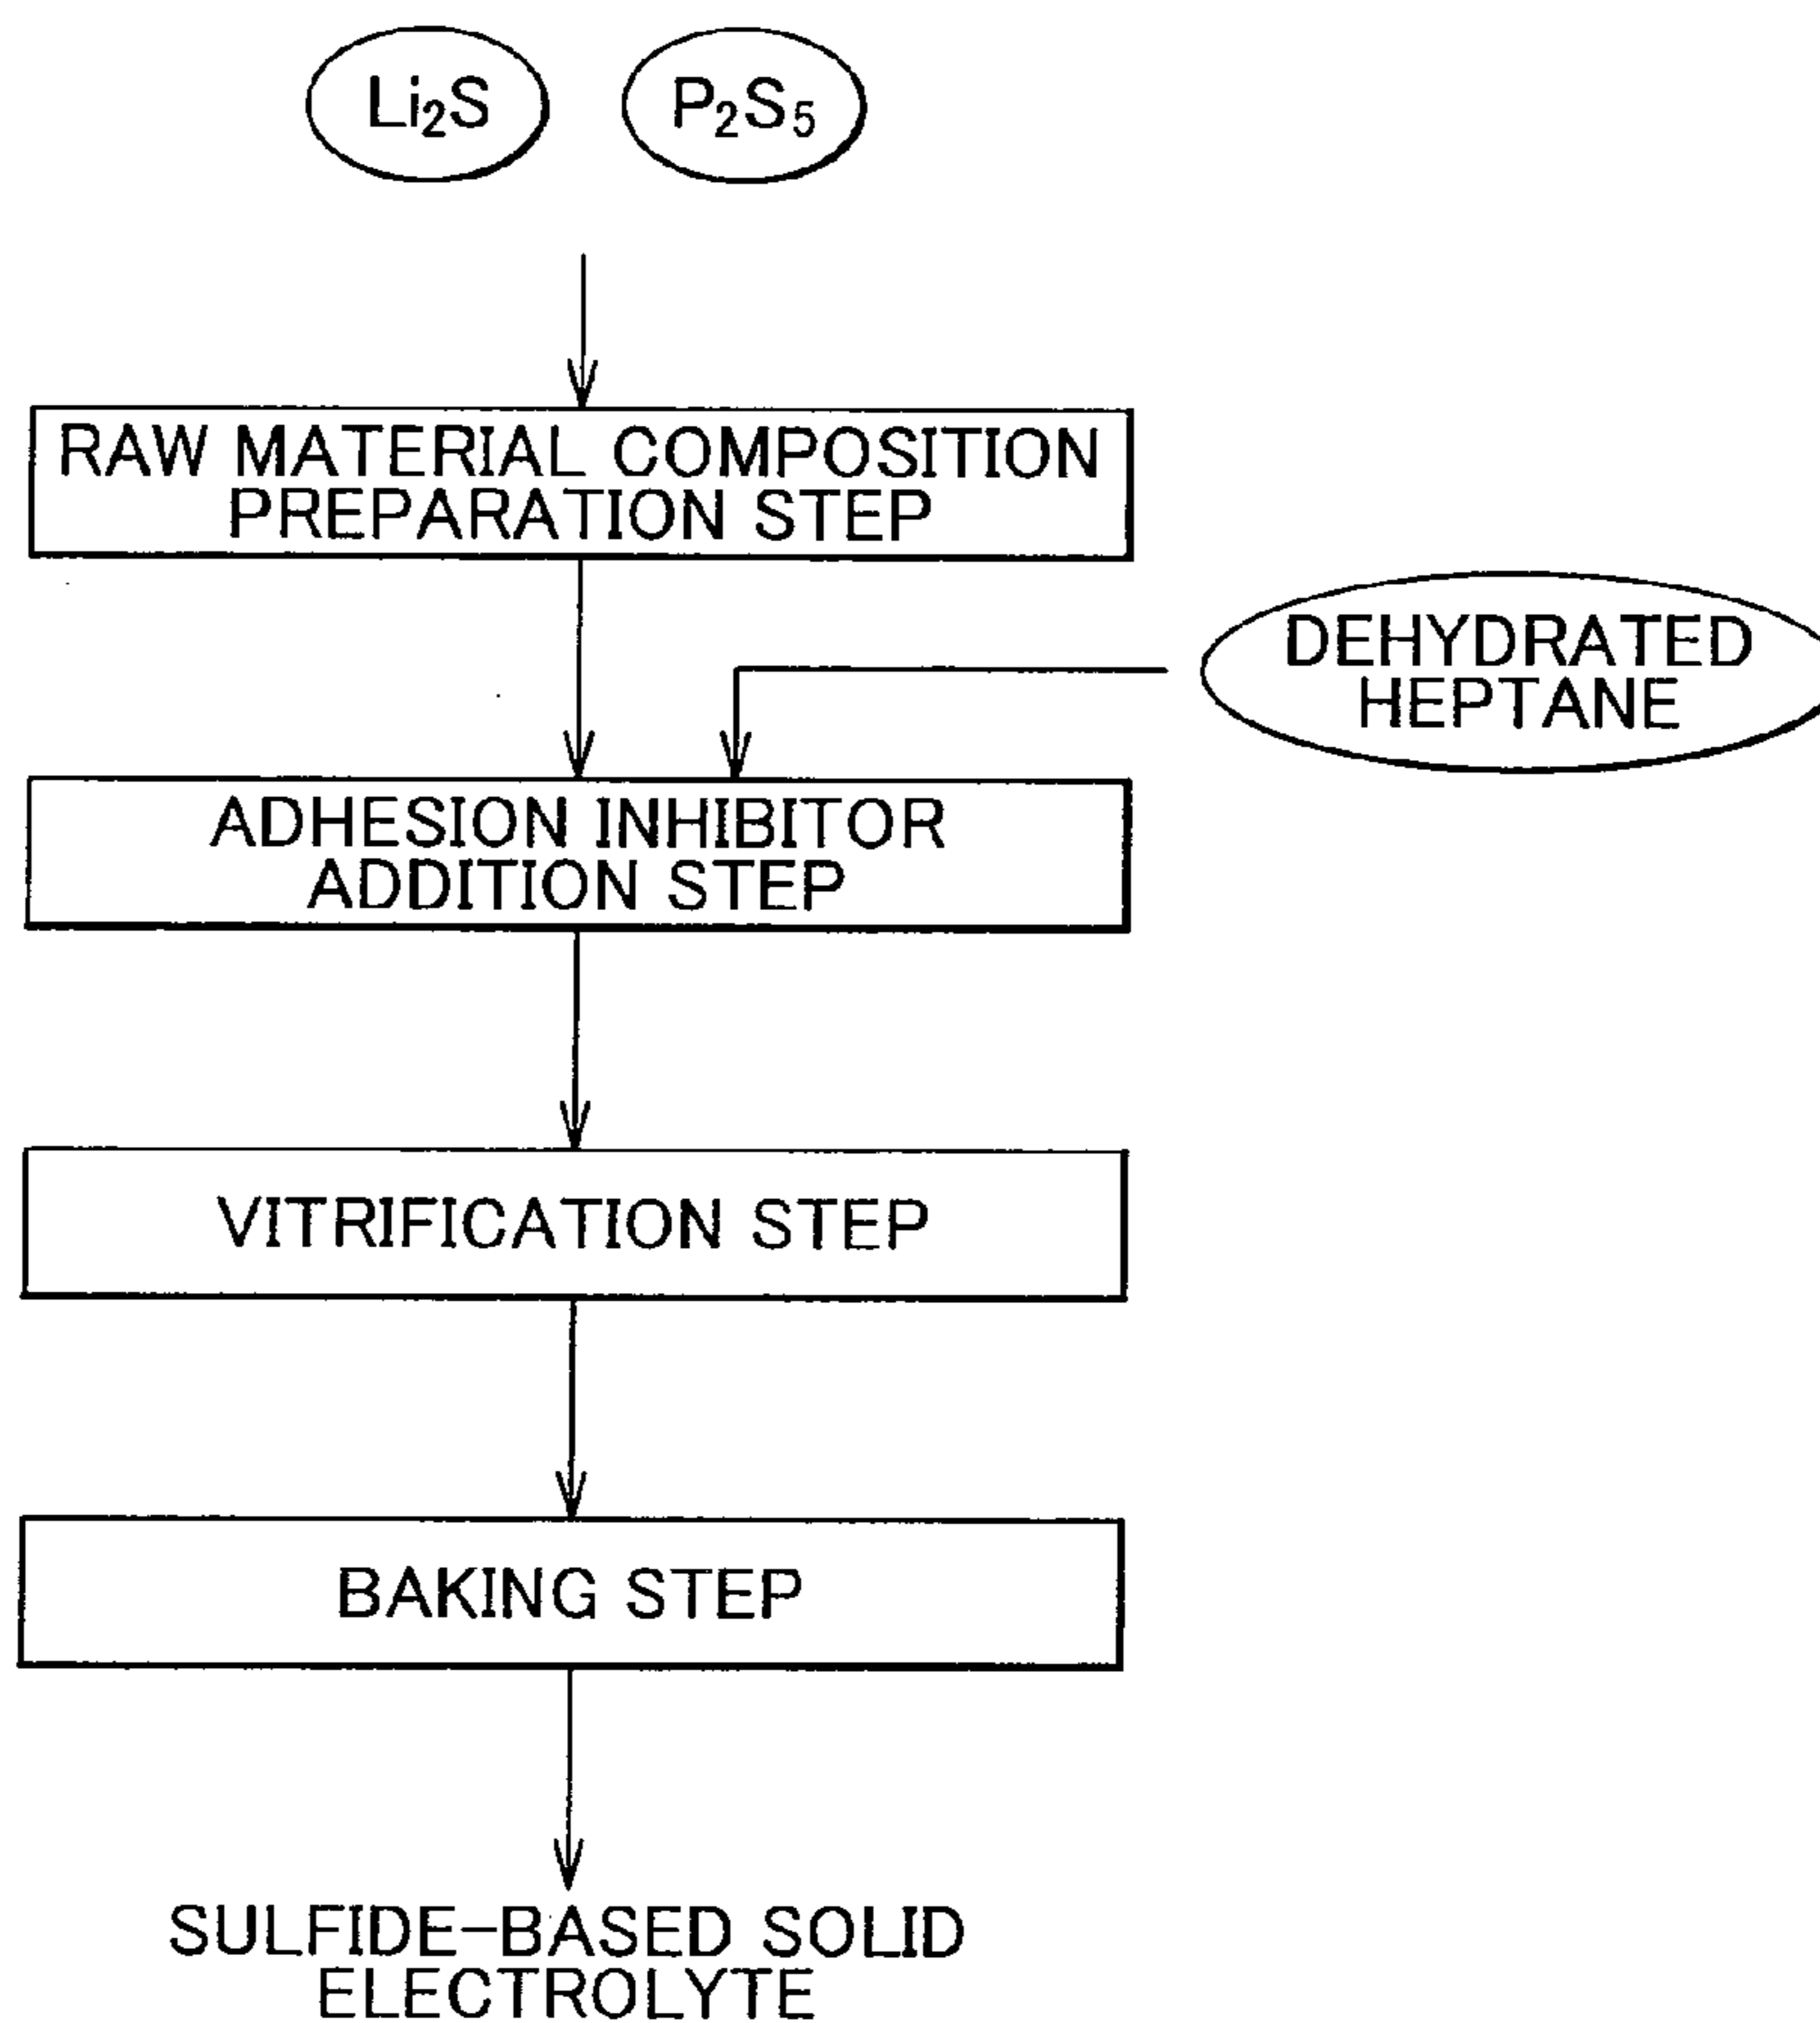 Li₂S
P₂S₅
RAW MATERIAL COMPOSITION
PREPARATION STEP
DEHYDRATED
HEPTANE
ADHESION INHIBITOR
ADDITION STEP
VITRIFICATION STEP
BAKING STEP
SULFIDE-BASED SOLID
ELECTROLYTE